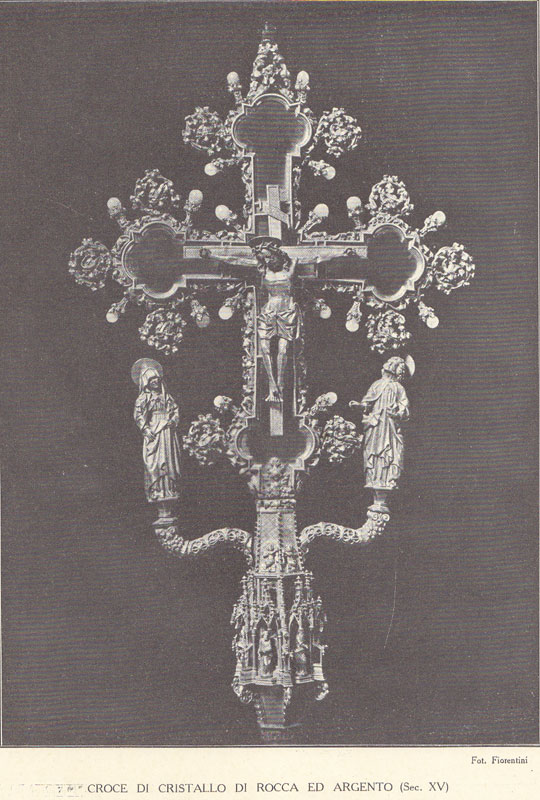 Fot. Fiorentini
CROCE DI CRISTALLO DI ROCCA ED ARGENTO (Sec. XV)